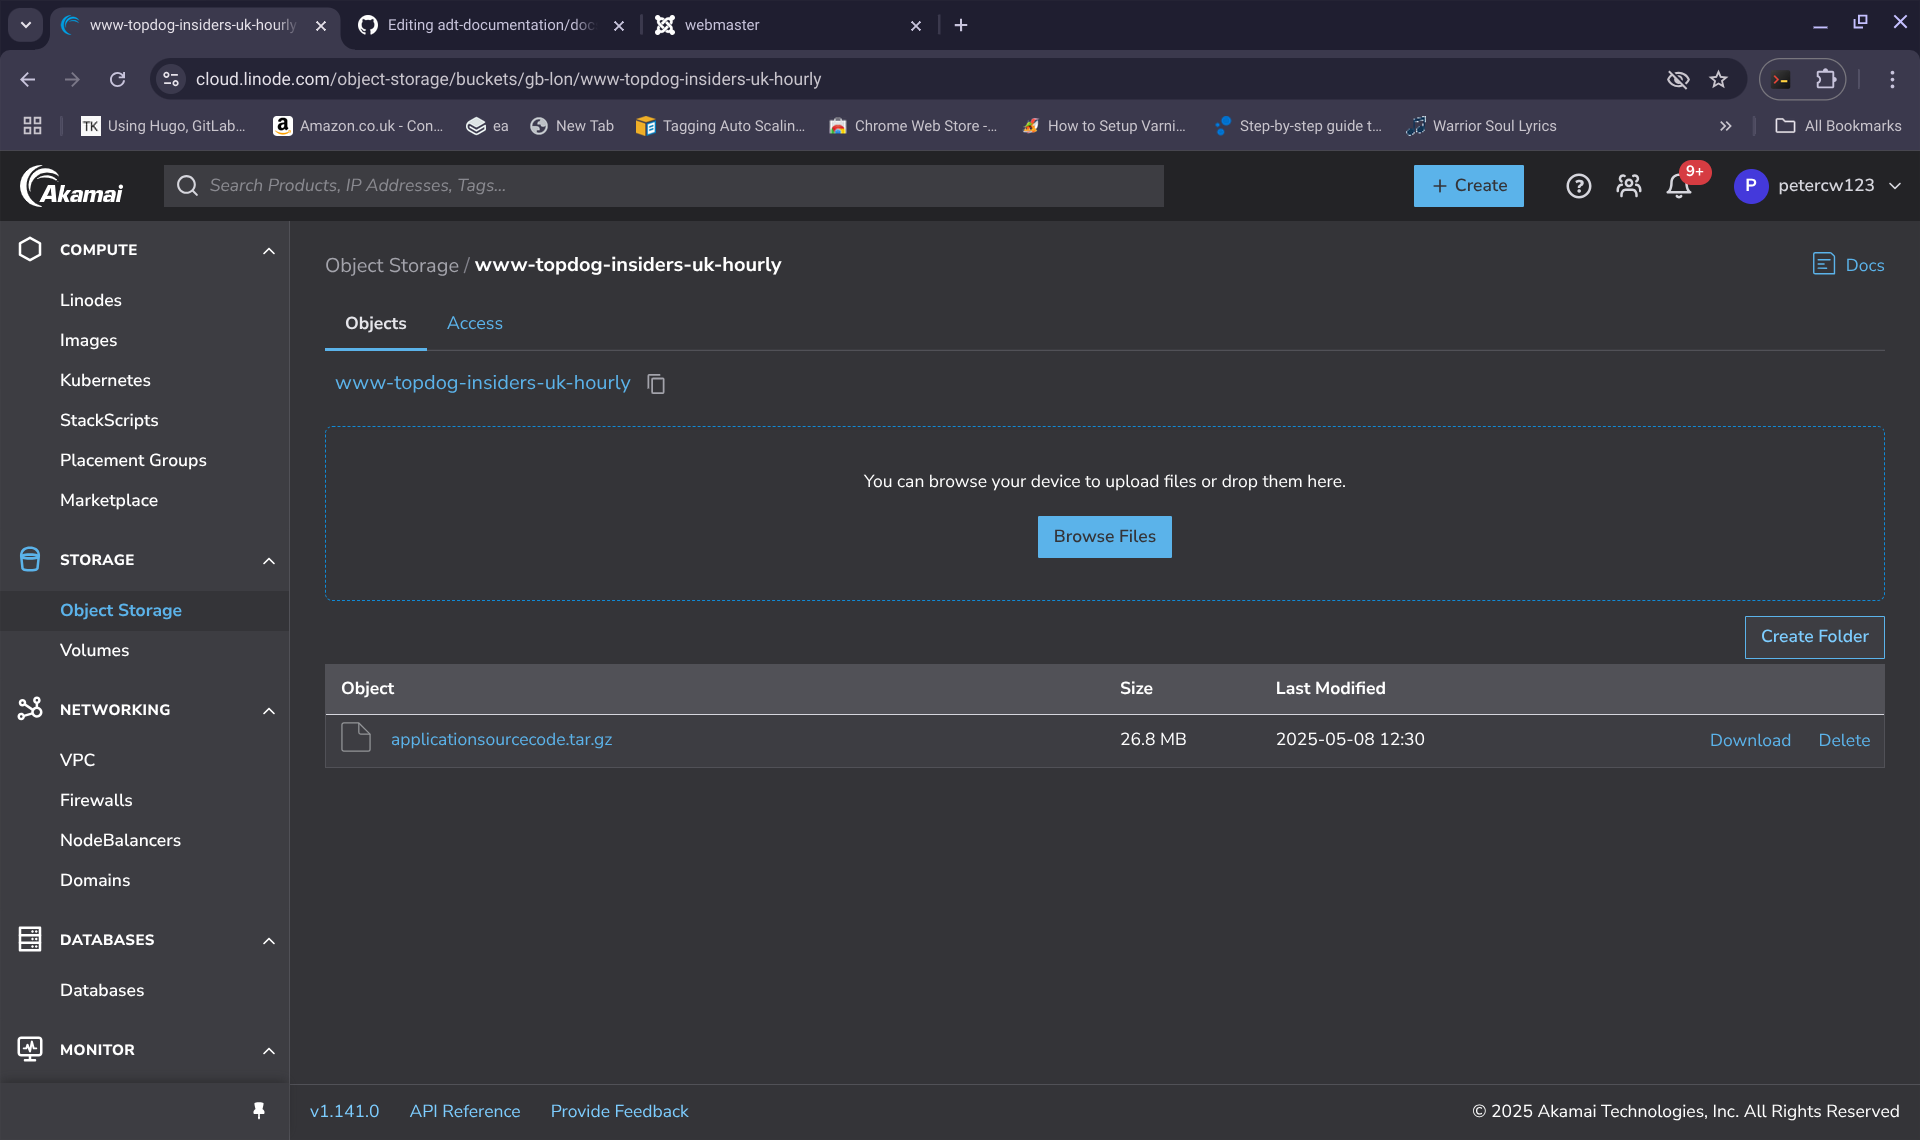 www-topdog-insiders-uk-hourly
Editing adt-documentation/doc
webmaster
cloud.linode.com/object-storage/buckets/gb-lon/www-topdog-insiders-uk-hourly
TK Using Hugo, GitLab...
a Amazon.co.uk - Con...
ea
New Tab
Tagging Auto Scalin...
Chrome Web Store -...
How to Setup Varni...
Step-by-step guide t...
Warrior Soul Lyrics
All Bookmarks
Akamai
Search Products, IP Addresses, Tags...
+ Create
9+
P
petercw123
COMPUTE
Linodes
Images
Kubernetes
StackScripts
Placement Groups
Marketplace
STORAGE
Object Storage
Volumes
NETWORKING
VPC
Firewalls
NodeBalancers
Domains
DATABASES
Databases
MONITOR
Object Storage / www-topdog-insiders-uk-hourly
Docs
Objects
Access
www-topdog-insiders-uk-hourly
You can browse your device to upload files or drop them here.
Browse Files
Create Folder
Object Size Last Modified
applicationsourcecode.tar.gz 26.8 MB 2025-05-08 12:30 Download Delete
v1.141.0
API Reference
Provide Feedback
© 2025 Akamai Technologies, Inc. All Rights Reserved